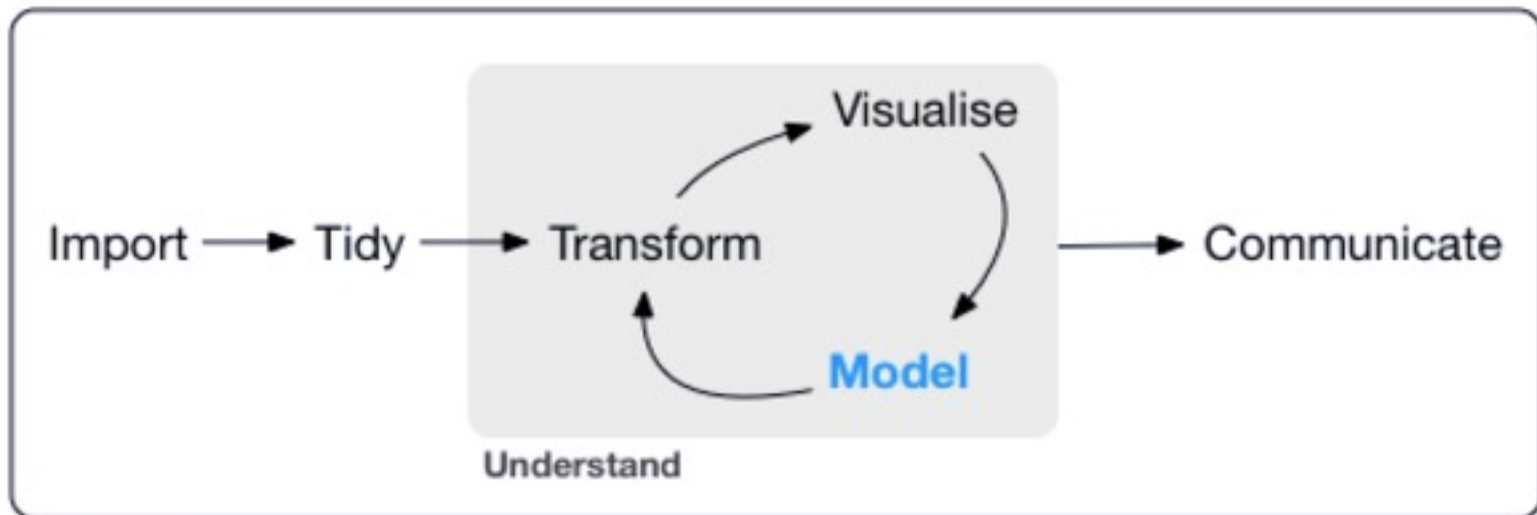 Visualise
Import Tidy Transform Communicate
Model
Understand